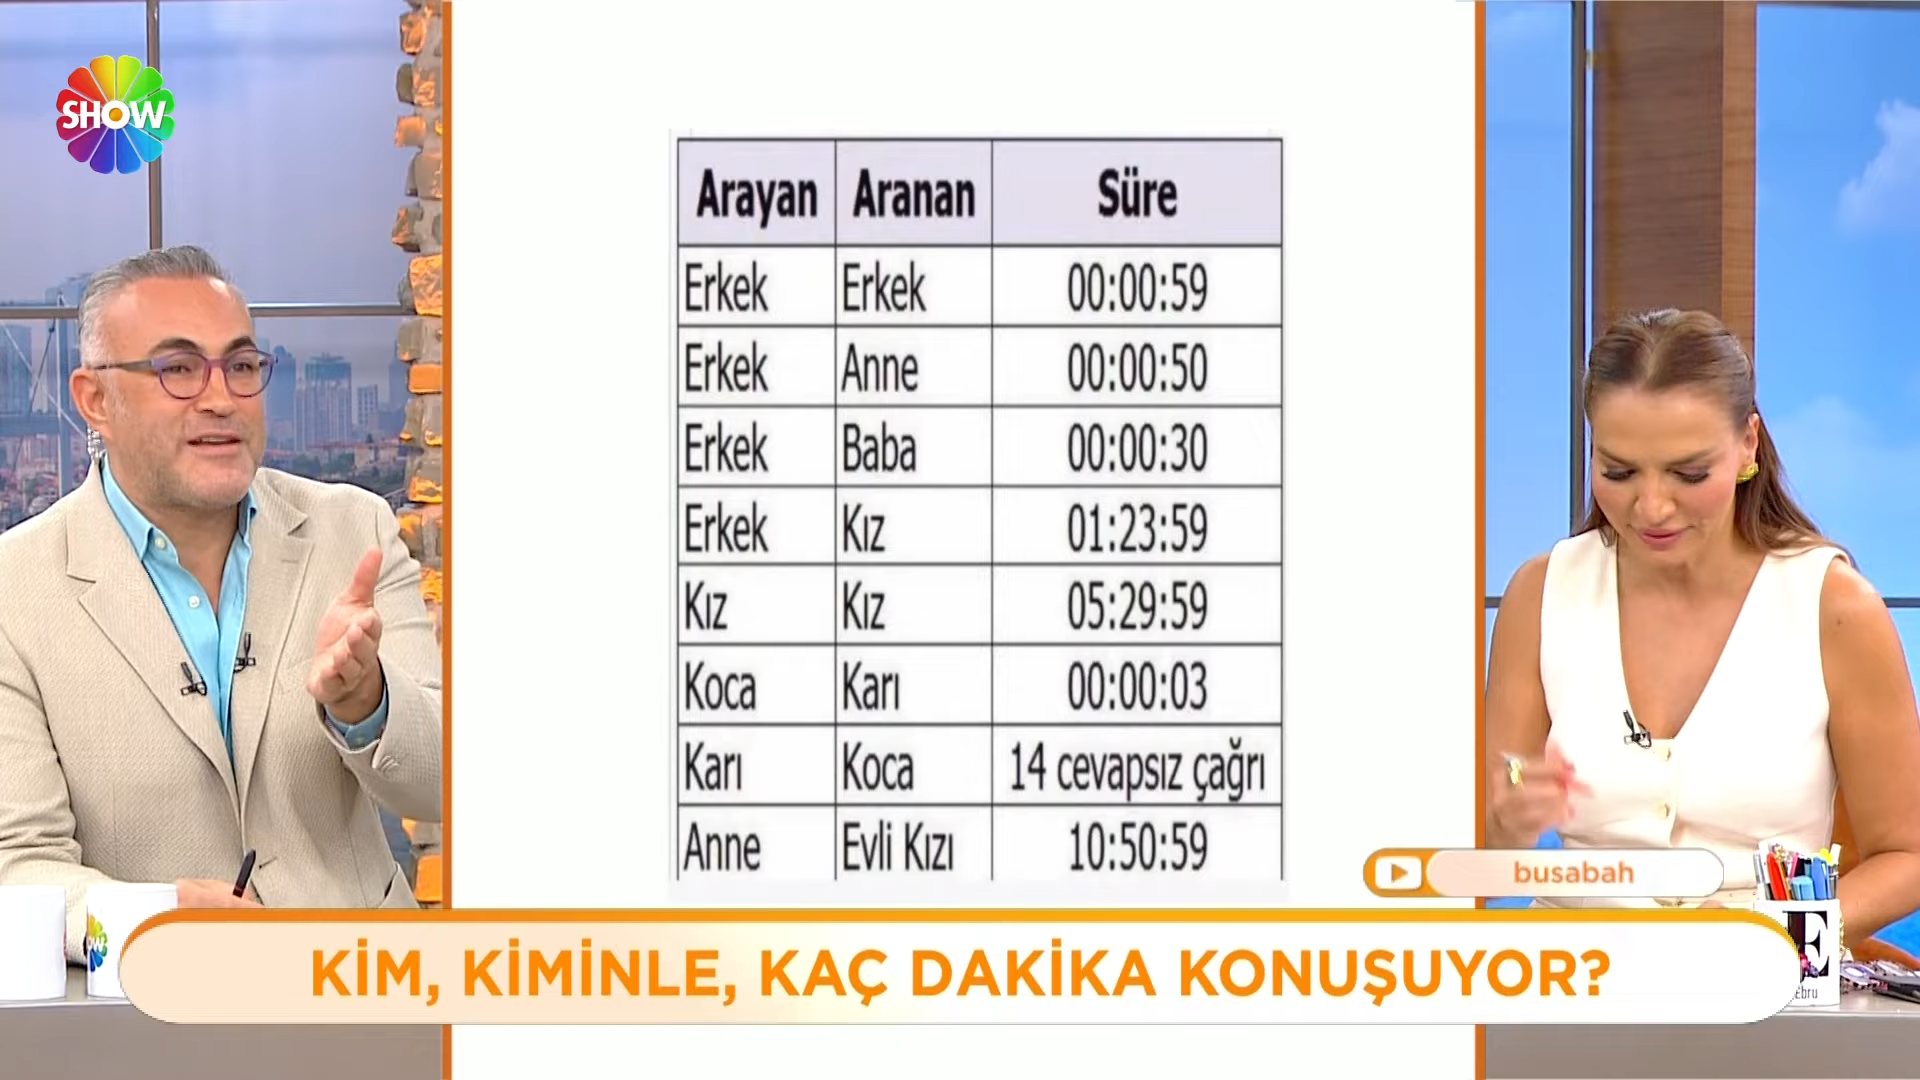 SHOW
Arayan Aranan Süre
Erkek Erkek 00:00:59
Erkek Anne 00:00:50
Erkek Baba 00:00:30
Erkek Kız 01:23:59
Kız Kız 05:29:59
Koca Karı 00:00:03
Karı Koca 14 cevapsız çağrı
Anne Evli Kızı 10:50:59
busabah
KİM, KİMİNLE, KAÇ DAKİKA KONUŞUYOR?
E
Ebru